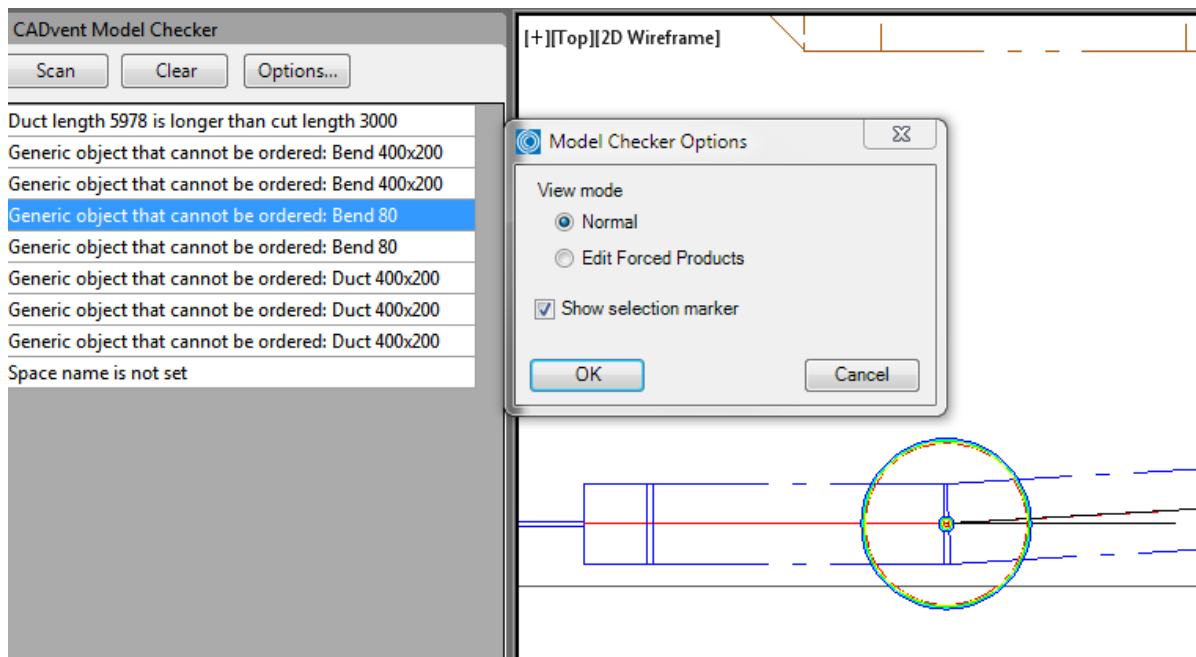 CADvent Model Checker
Scan Clear Options...
Duct length 5978 is longer than cut length 3000
Generic object that cannot be ordered: Bend 400x200
Generic object that cannot be ordered: Bend 400x200
Generic object that cannot be ordered: Bend 80
Generic object that cannot be ordered: Bend 80
Generic object that cannot be ordered: Duct 400x200
Generic object that cannot be ordered: Duct 400x200
Generic object that cannot be ordered: Duct 400x200
Space name is not set
[+][Top][2D Wireframe]
Model Checker Options
View mode
Normal
Edit Forced Products
Show selection marker
OK Cancel